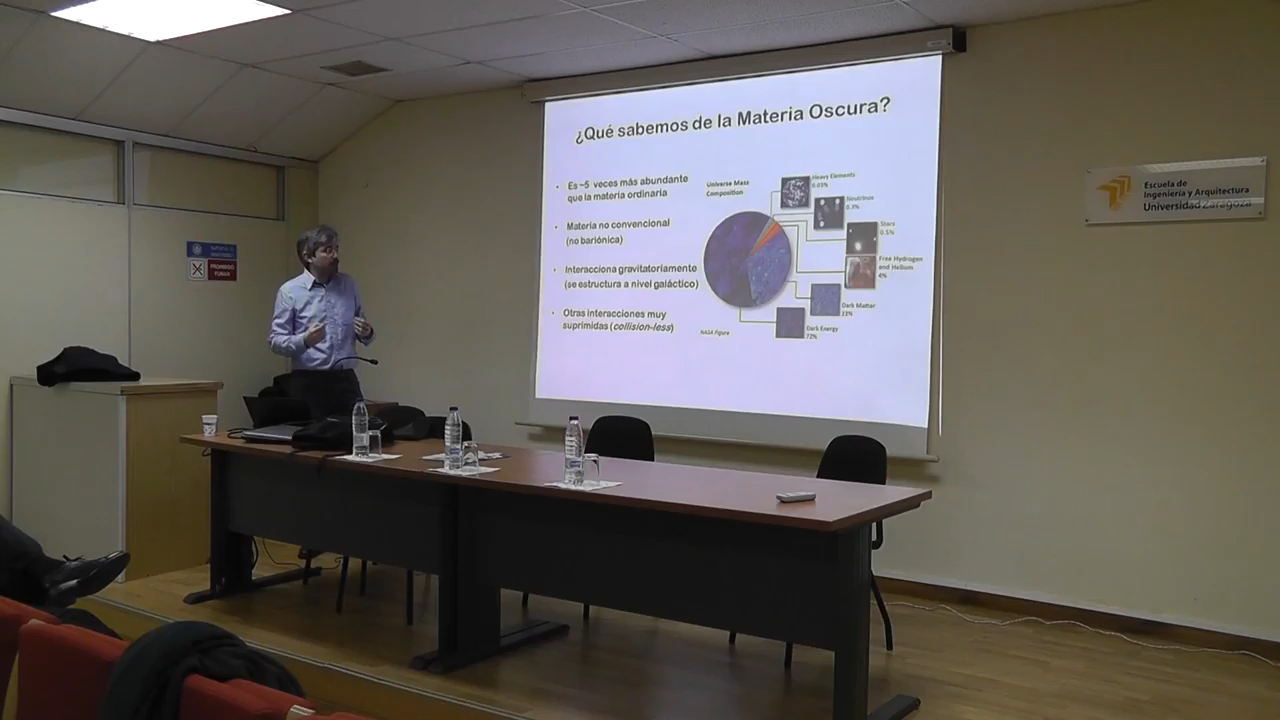 ¿Qué sabemos de la Materia Oscura?
• Es ~5 veces más abundante
que la materia ordinaria
• Materia no convencional
(no bariónica)
• Interacciona gravitatoriamente
(se estructura a nivel galáctico)
• Otras interacciones muy
suprimidas (collision-less)
Universe Mass
Composition
Heavy Elements
0.03%
Neutrinos
0.3%
Stars
0.5%
Free Hydrogen
and Helium
4%
Dark Matter
23%
Dark Energy
72%
NASA Figure
Escuela de
Ingeniería y Arquitectura
Universidad Zaragoza
PROHIBIDO
FUMAR